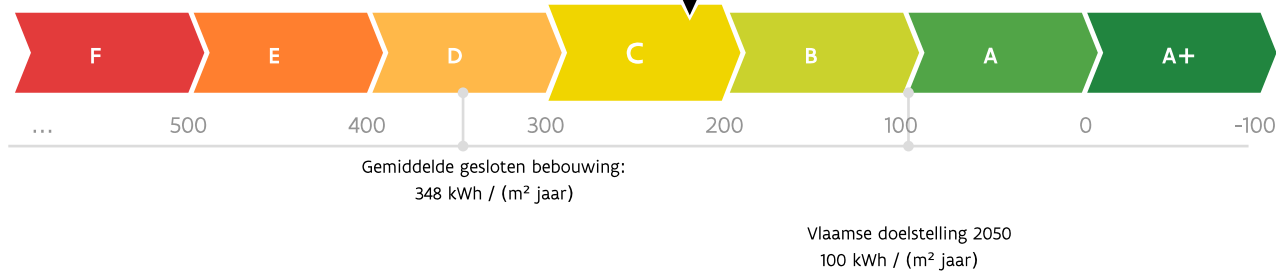 F E D C B A A+
... 500 400 300 200 100 0 -100
Gemiddelde gesloten bebouwing:
348 kWh / (m² jaar)
Vlaamse doelstelling 2050
100 kWh / (m² jaar)